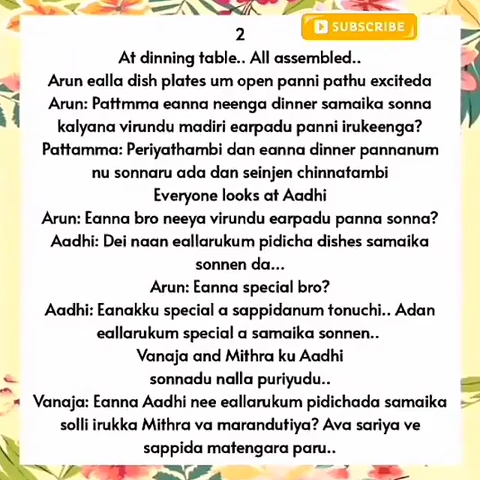 SUBSCRIBE
2
At dinning table.. All assembled..
Arun ealla dish plates um open panni pathu exciteda
Arun: Pattmma eanna neenga dinner samaika sonna
kalyana virundu madiri earpadu panni irukeenga?
Pattamma: Periyathambi dan eanna dinner pannanum
nu sonnaru ada dan seinjen chinnatambi
Everyone looks at Aadhi
Arun: Eanna bro neeya virundu earpadu panna sonna?
Aadhi: Dei naan eallarukum pidicha dishes samaika
sonnen da...
Arun: Eanna special bro?
Aadhi: Eanakku special a sappidanum tonuchi.. Adan
eallarukum special a samaika sonnen..
Vanaja and Mithra ku Aadhi
sonnadu nalla puriyudu..
Vanaja: Eanna Aadhi nee eallarukum pidichada samaika
solli irukka Mithra va marandutiya? Ava sariya ve
sappida matengara paru..